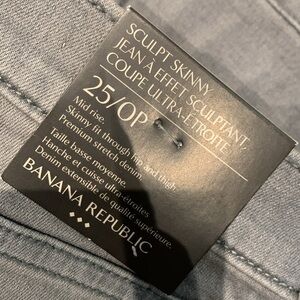 SCULPT SKINNY
JEAN À EFFET SCULPTANT,
COUPE ULTRA-ÉTROITE
25/0P
Mid rise.
Skinny fit through hip and thigh.
Premium stretch denim.
Taille basse moyenne.
Hanche et cuisse ultra-étroites.
Denim extensible de qualité supérieure.
BANANA REPUBLIC